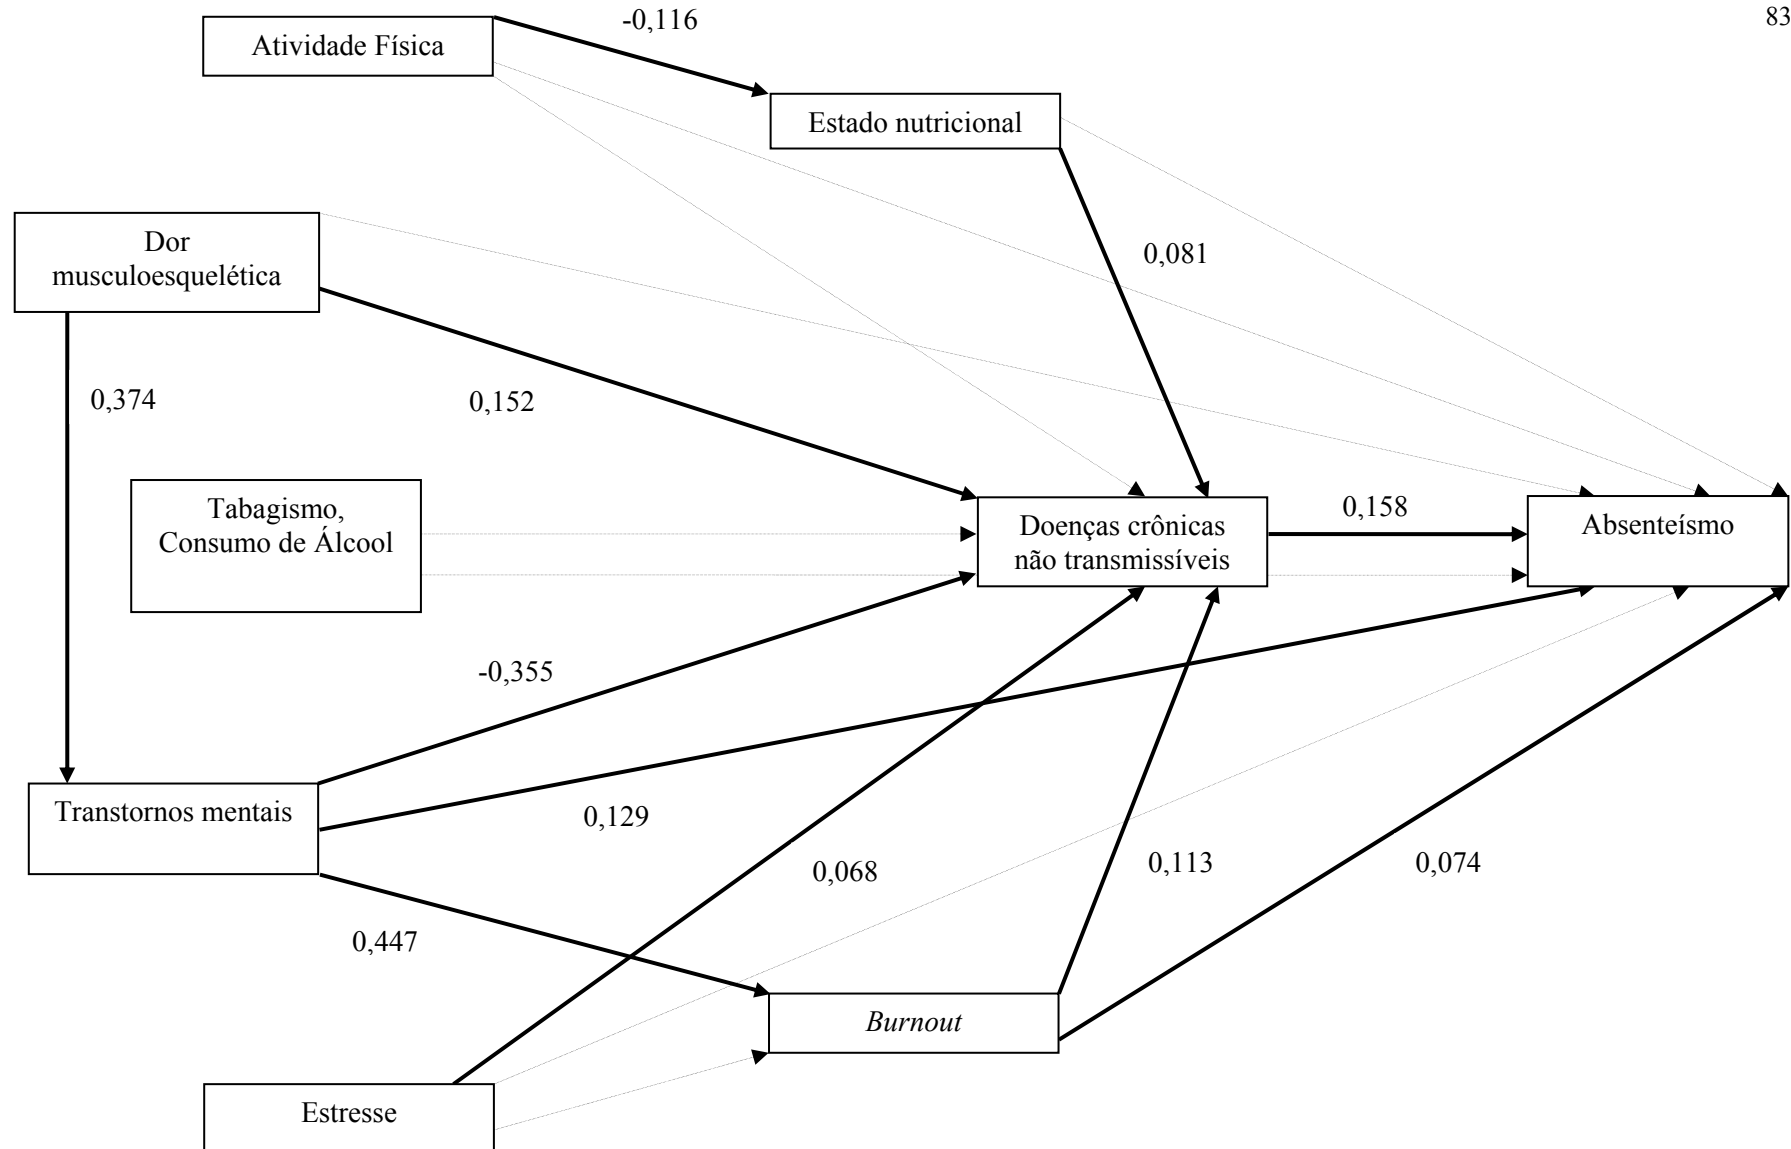 -0,116
83
Atividade Física
Estado nutricional
Dor
musculoesquelética
0,081
0,374
0,152
Tabagismo,
Consumo de Álcool
Doenças crônicas
não transmissíveis
0,158
Absenteísmo
-0,355
Transtornos mentais
0,129
0,068
0,113
0,074
0,447
Burnout
Estresse